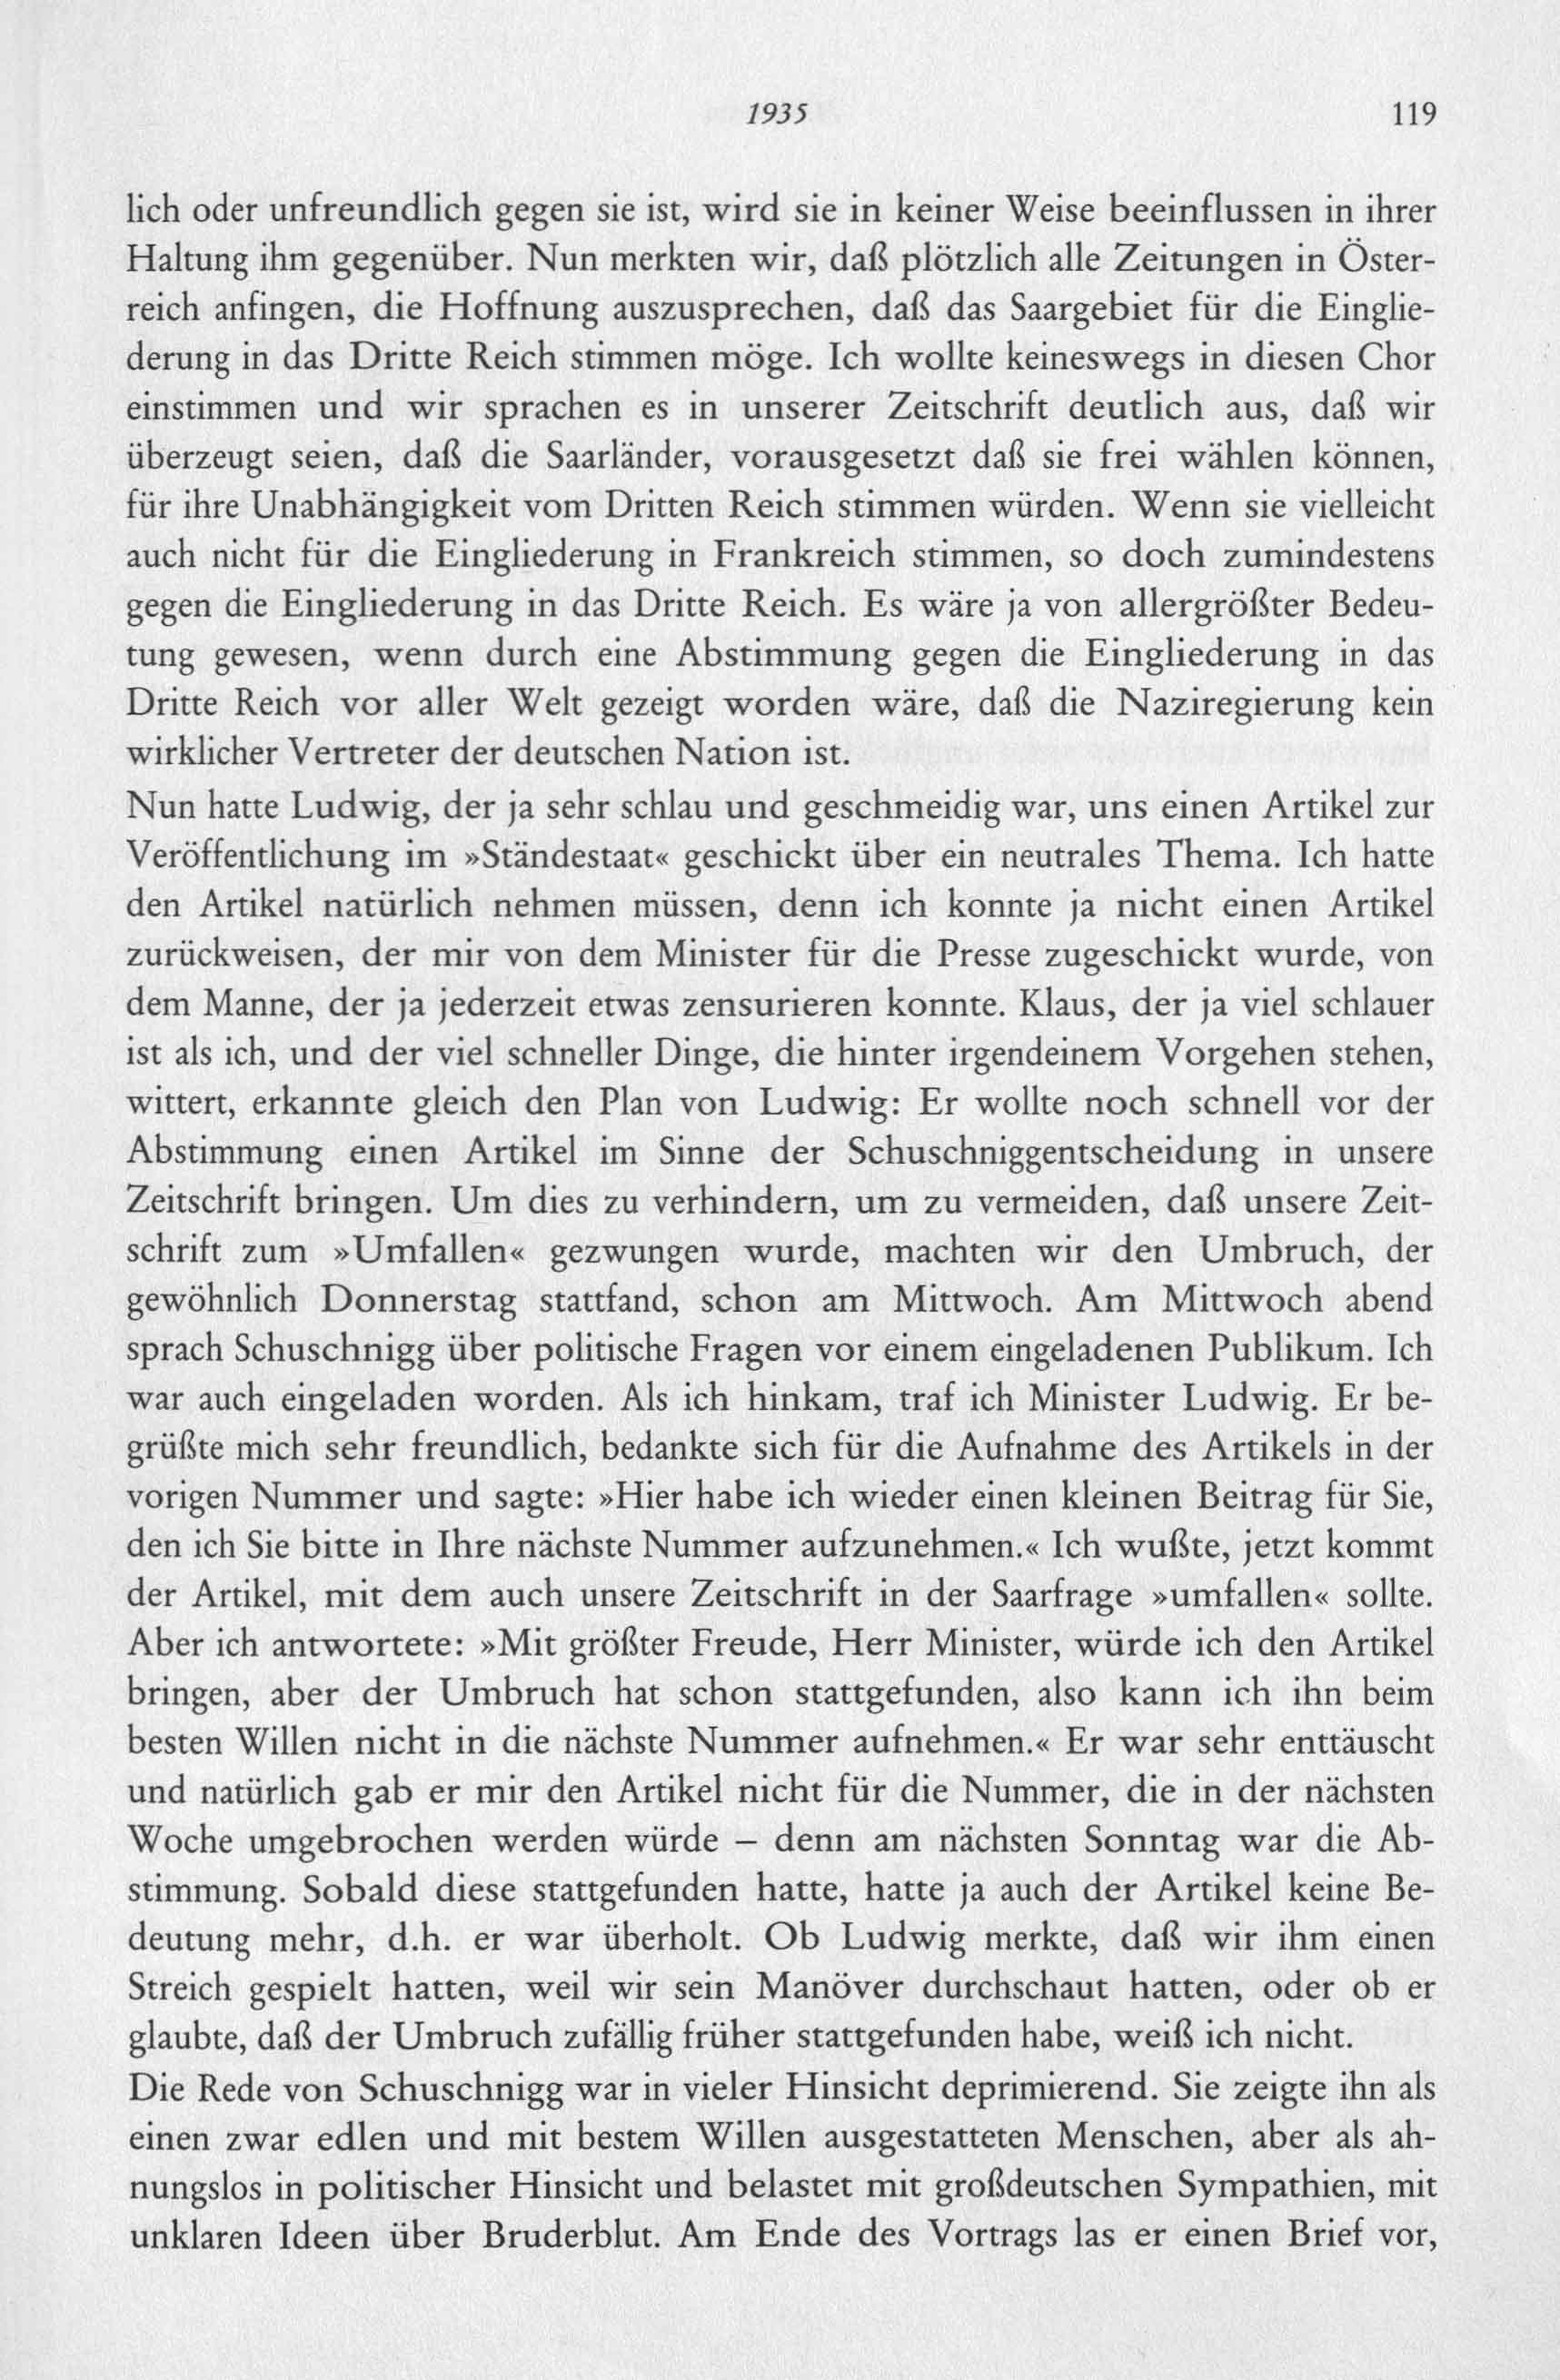 1935
119
lich oder unfreundlich gegen sie ist, wird sie in keiner Weise beeinflussen in ihrer
Haltung ihm gegenüber. Nun merkten wir, daß plötzlich alle Zeitungen in Öster-
reich anfingen, die Hoffnung auszusprechen, daß das Saargebiet für die Einglie-
derung in das Dritte Reich stimmen möge. Ich wollte keineswegs in diesen Chor
einstimmen und wir sprachen es in unserer Zeitschrift deutlich aus, daß wir
überzeugt seien, daß die Saarländer, vorausgesetzt daß sie frei wählen können,
für ihre Unabhängigkeit vom Dritten Reich stimmen würden. Wenn sie vielleicht
auch nicht für die Eingliederung in Frankreich stimmen, so doch zumindestens
gegen die Eingliederung in das Dritte Reich. Es wäre ja von allergrößter Bedeu-
tung gewesen, wenn durch eine Abstimmung gegen die Eingliederung in das
Dritte Reich vor aller Welt gezeigt worden wäre, daß die Naziregierung kein
wirklicher Vertreter der deutschen Nation ist.
Nun hatte Ludwig, der ja sehr schlau und geschmeidig war, uns einen Artikel zur
Veröffentlichung im »Ständestaat« geschickt über ein neutrales Thema. Ich hatte
den Artikel natürlich nehmen müssen, denn ich konnte ja nicht einen Artikel
zurückweisen, der mir von dem Minister für die Presse zugeschickt wurde, von
dem Manne, der ja jederzeit etwas zensurieren konnte. Klaus, der ja viel schlauer
ist als ich, und der viel schneller Dinge, die hinter irgendeinem Vorgehen stehen,
wittert, erkannte gleich den Plan von Ludwig: Er wollte noch schnell vor der
Abstimmung einen Artikel im Sinne der Schuschniggentscheidung in unsere
Zeitschrift bringen. Um dies zu verhindern, um zu vermeiden, daß unsere Zeit-
schrift zum »Umfallen« gezwungen wurde, machten wir den Umbruch, der
gewöhnlich Donnerstag stattfand, schon am Mittwoch. Am Mittwoch abend
sprach Schuschnigg über politische Fragen vor einem eingeladenen Publikum. Ich
war auch eingeladen worden. Als ich hinkam, traf ich Minister Ludwig. Er be-
grüßte mich sehr freundlich, bedankte sich für die Aufnahme des Artikels in der
vorigen Nummer und sagte: »Hier habe ich wieder einen kleinen Beitrag für Sie,
den ich Sie bitte in Ihre nächste Nummer aufzunehmen.« Ich wußte, jetzt kommt
der Artikel, mit dem auch unsere Zeitschrift in der Saarfrage »umfallen« sollte.
Aber ich antwortete: »Mit größter Freude, Herr Minister, würde ich den Artikel
bringen, aber der Umbruch hat schon stattgefunden, also kann ich ihn beim
besten Willen nicht in die nächste Nummer aufnehmen.« Er war sehr enttäuscht
und natürlich gab er mir den Artikel nicht für die Nummer, die in der nächsten
Woche umgebrochen werden würde – denn am nächsten Sonntag war die Ab-
stimmung. Sobald diese stattgefunden hatte, hatte ja auch der Artikel keine Be-
deutung mehr, d.h. er war überholt. Ob Ludwig merkte, daß wir ihm einen
Streich gespielt hatten, weil wir sein Manöver durchschaut hatten, oder ob er
glaubte, daß der Umbruch zufällig früher stattgefunden habe, weiß ich nicht.
Die Rede von Schuschnigg war in vieler Hinsicht deprimierend. Sie zeigte ihn als
einen zwar edlen und mit bestem Willen ausgestatteten Menschen, aber als ah-
nungslos in politischer Hinsicht und belastet mit großdeutschen Sympathien, mit
unklaren Ideen über Bruderblut. Am Ende des Vortrags las er einen Brief vor,